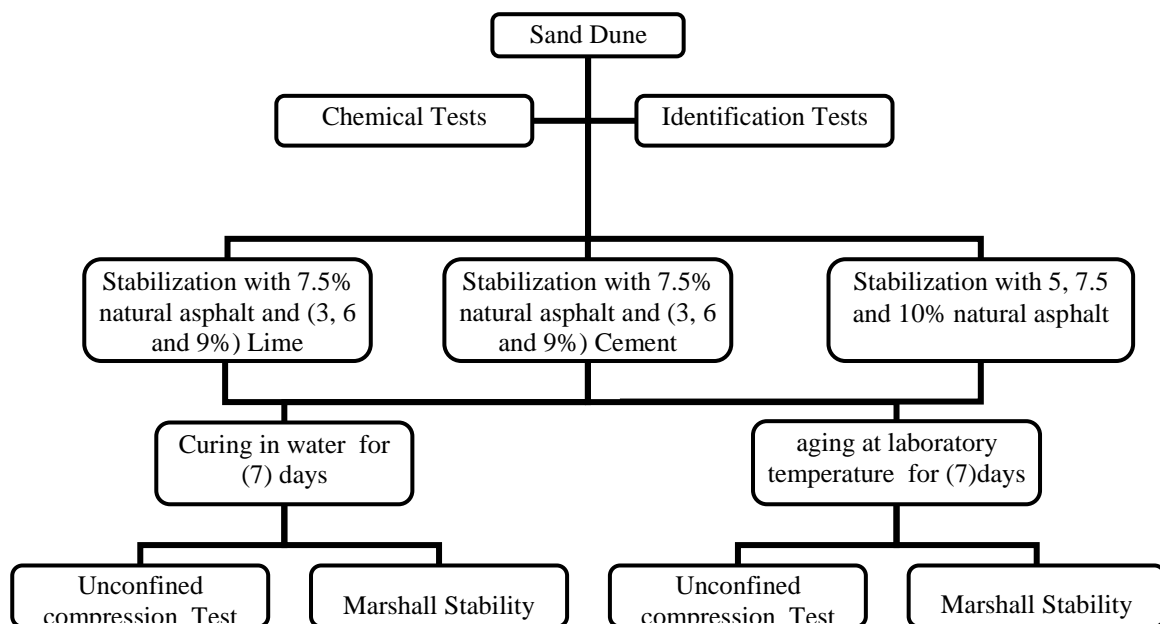 Sand Dune
Chemical Tests
Identification Tests
Stabilization with 7.5%
natural asphalt and (3, 6
and 9%) Lime
Stabilization with 7.5%
natural asphalt and (3, 6
and 9%) Cement
Stabilization with 5, 7.5
and 10% natural asphalt
Curing in water for
(7) days
aging at laboratory
temperature for (7)days
Unconfined
compression Test
Marshall Stability
Unconfined
compression Test
Marshall Stability